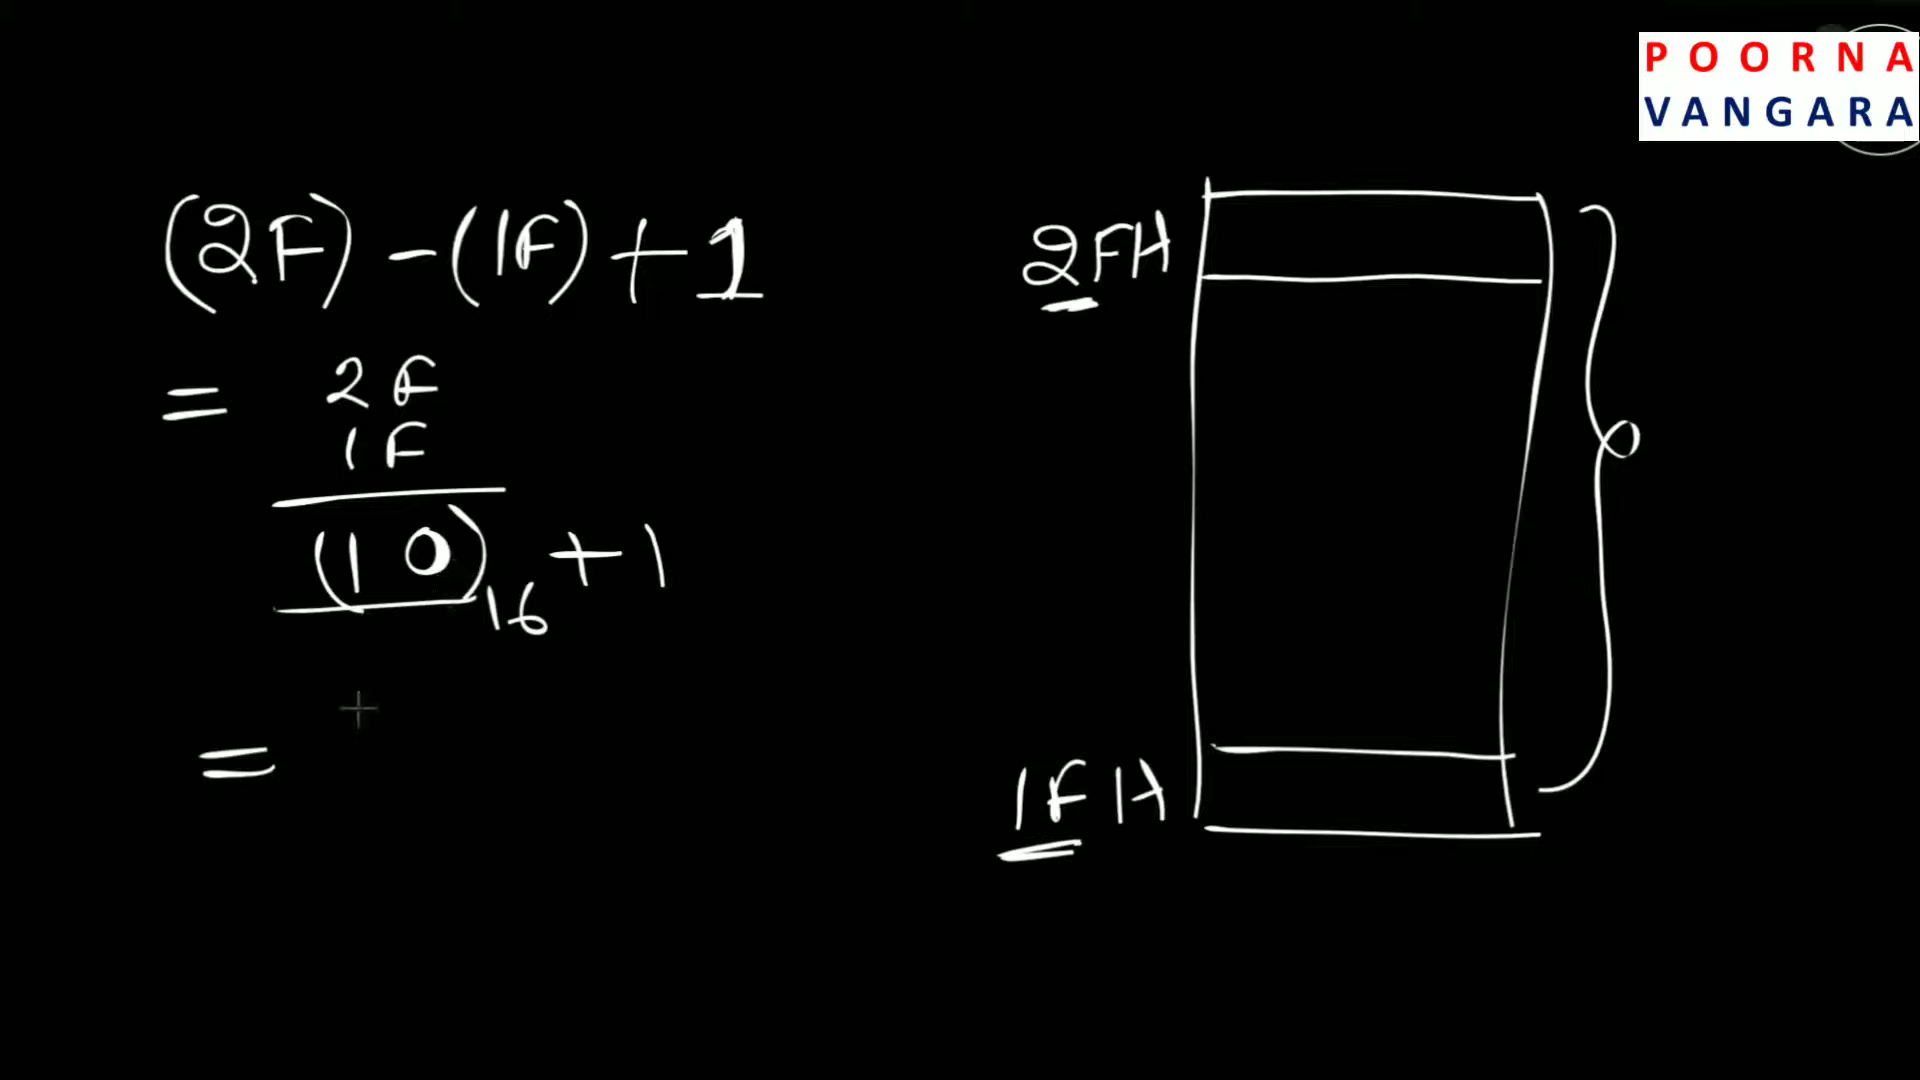 POORNA
VANGARA
(2F) - (1F) + 1
= 2F
1F
(10)16 + 1
=
2FH
1FH